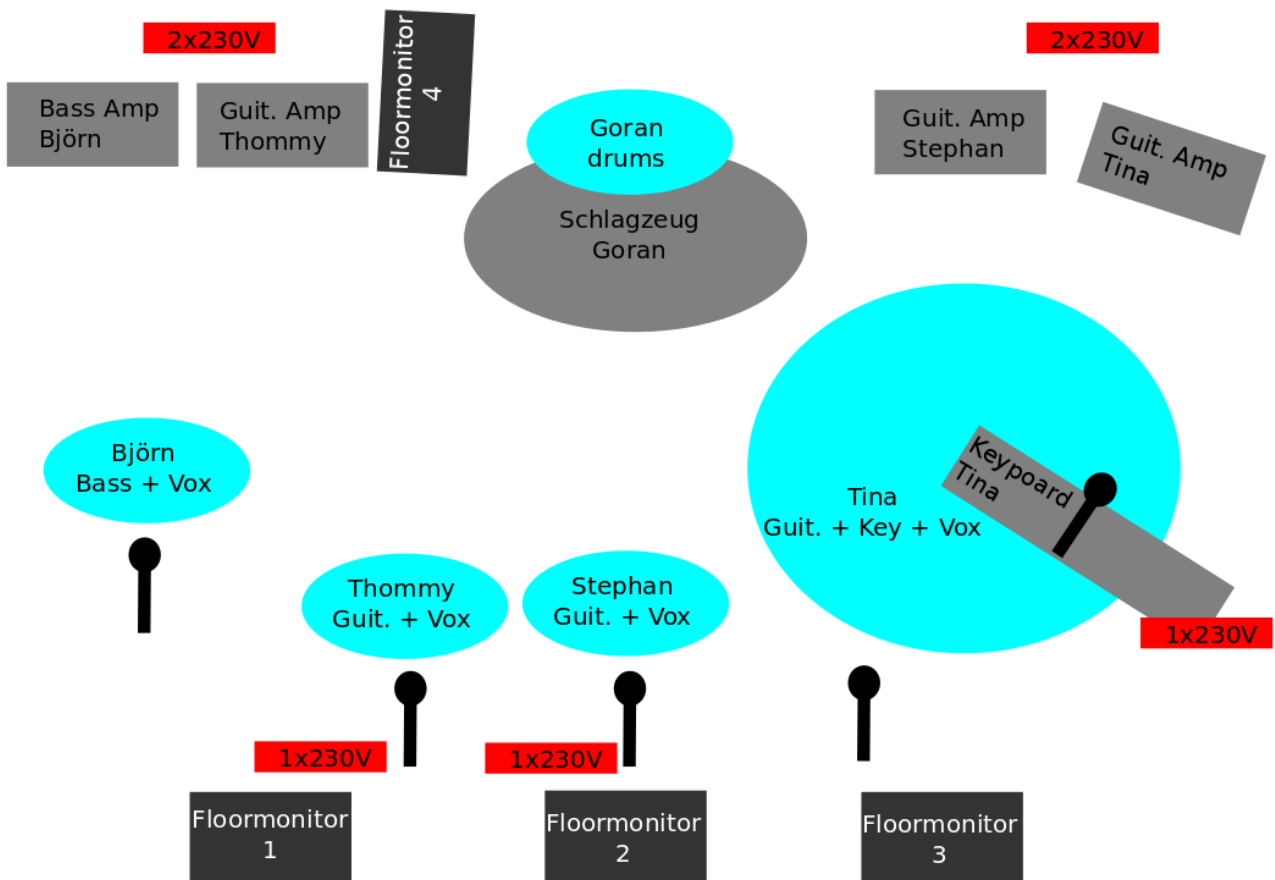 2x230V
2x230V
Floormonitor
4
Bass Amp
Björn
Guit. Amp
Thommy
Goran
drums
Guit. Amp
Stephan
Guit. Amp
Tina
Schlagzeug
Goran
Björn
Bass + Vox
Keypoard
Tina
Tina
Guit. + Key + Vox
Thommy
Guit. + Vox
Stephan
Guit. + Vox
1x230V
1x230V
1x230V
Floormonitor
1
Floormonitor
2
Floormonitor
3